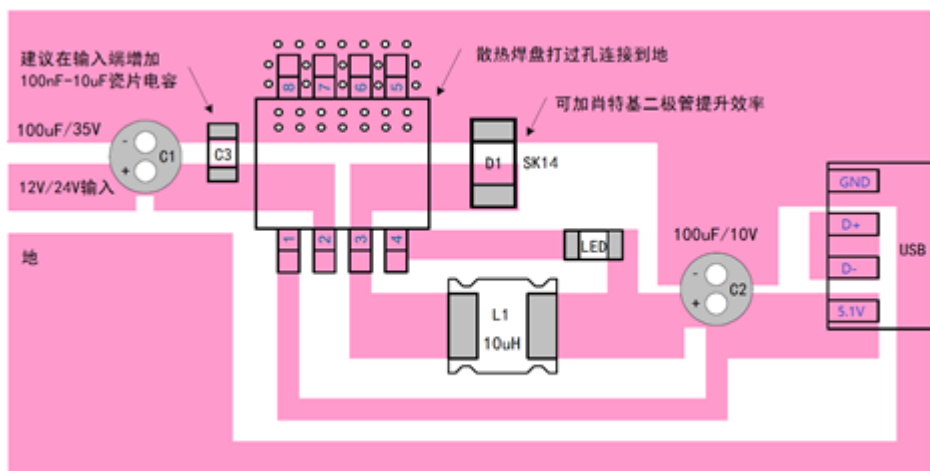 建议在输入端增加
100nF-10uF瓷片电容
散热焊盘打过孔连接到地
可加肖特基二极管提升效率
8
7
6
5
100uF/35V
-
+
C1
C3
D1
SK14
12V/24V输入
GND
D+
D-
5.1V
USB
地
1
2
3
4
LED
100uF/10V
-
+
C2
L1
10uH